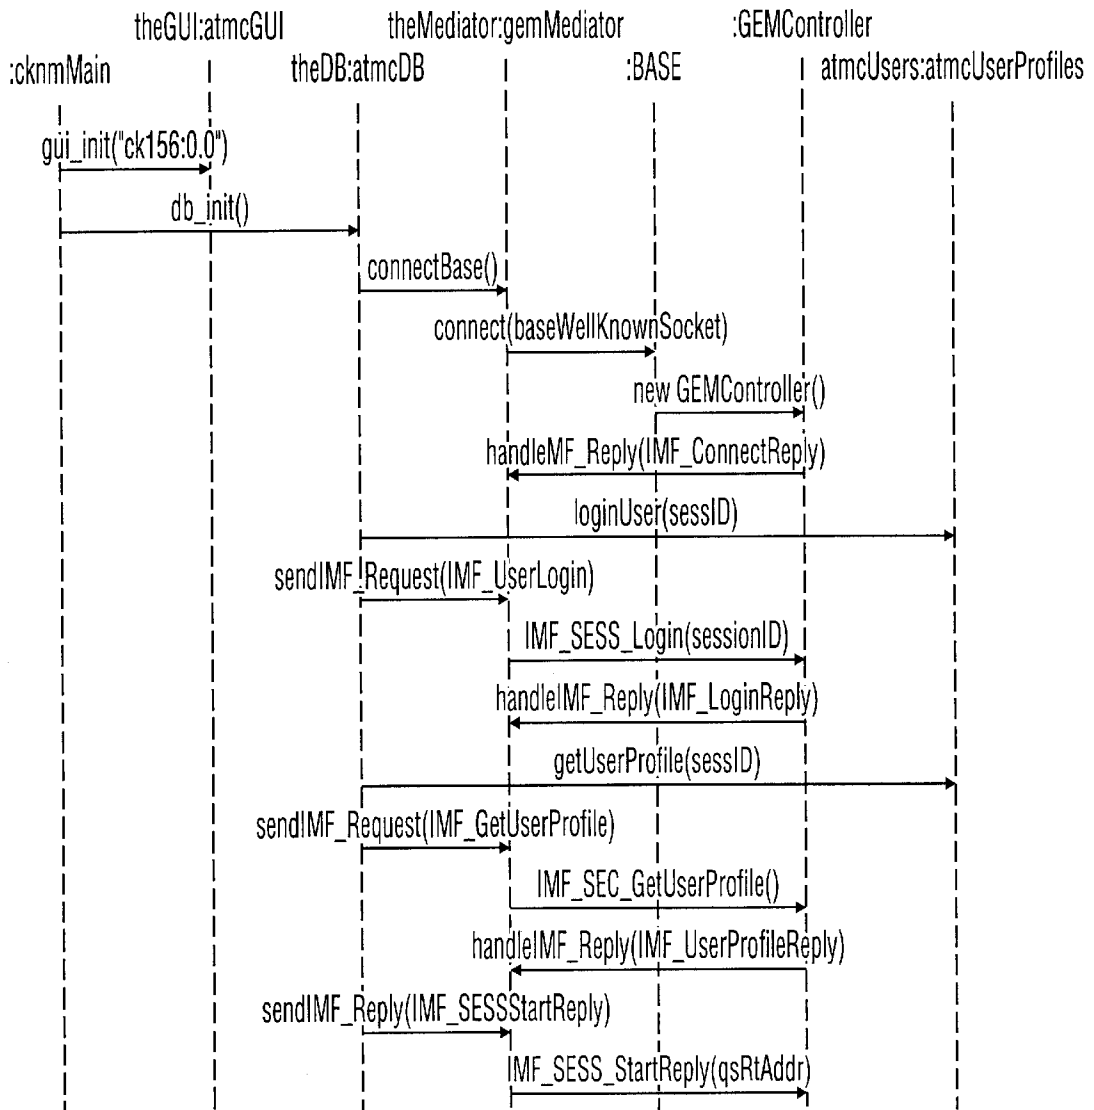 theGUI:atmcGUI theMediator:gemMediator :GEMController
:cknmMain theDB:atmcDB :BASE atmcUsers:atmcUserProfiles
gui_init("ck156:0.0")
db_init()
connectBase()
connect(baseWellKnownSocket)
new GEMController()
handleMF_Reply(IMF_ConnectReply)
loginUser(sessID)
sendIMF_Request(IMF_UserLogin)
IMF_SESS_Login(sessionID)
handleIMF_Reply(IMF_LoginReply)
getUserProfile(sessID)
sendIMF_Request(IMF_GetUserProfile)
IMF_SEC_GetUserProfile()
handleIMF_Reply(IMF_UserProfileReply)
sendIMF_Reply(IMF_SESSStartReply)
IMF_SESS_StartReply(qsRtAddr)